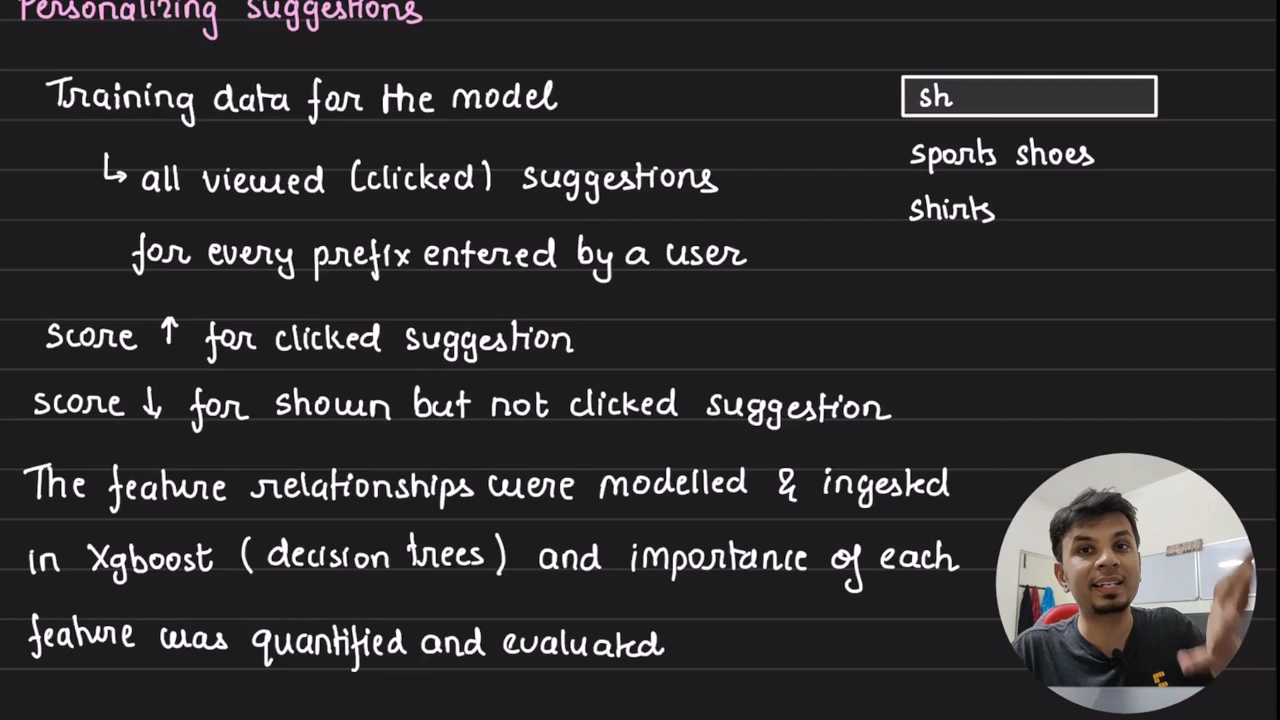 Personalizing suggestions
Training data for the model
↳ all viewed (clicked) suggestions
for every prefix entered by a user
score ↑ for clicked suggestion
score ↓ for shown but not clicked suggestion
The feature relationships were modelled & ingested
in Xgboost (decision trees) and importance of each
feature was quantified and evaluated
sh
sports shoes
shirts